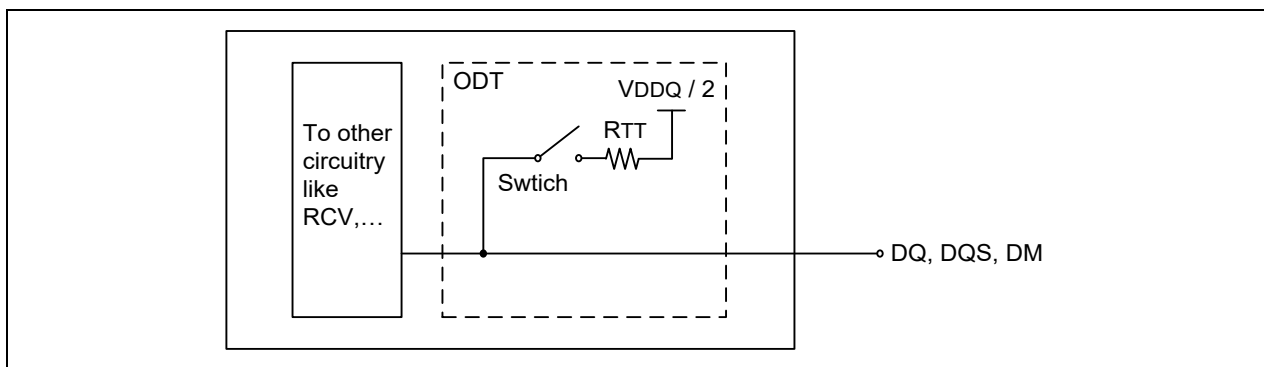 ODT
VDDQ / 2
To other
circuitry
like
RCV,...
RTT
Swtich
DQ, DQS, DM